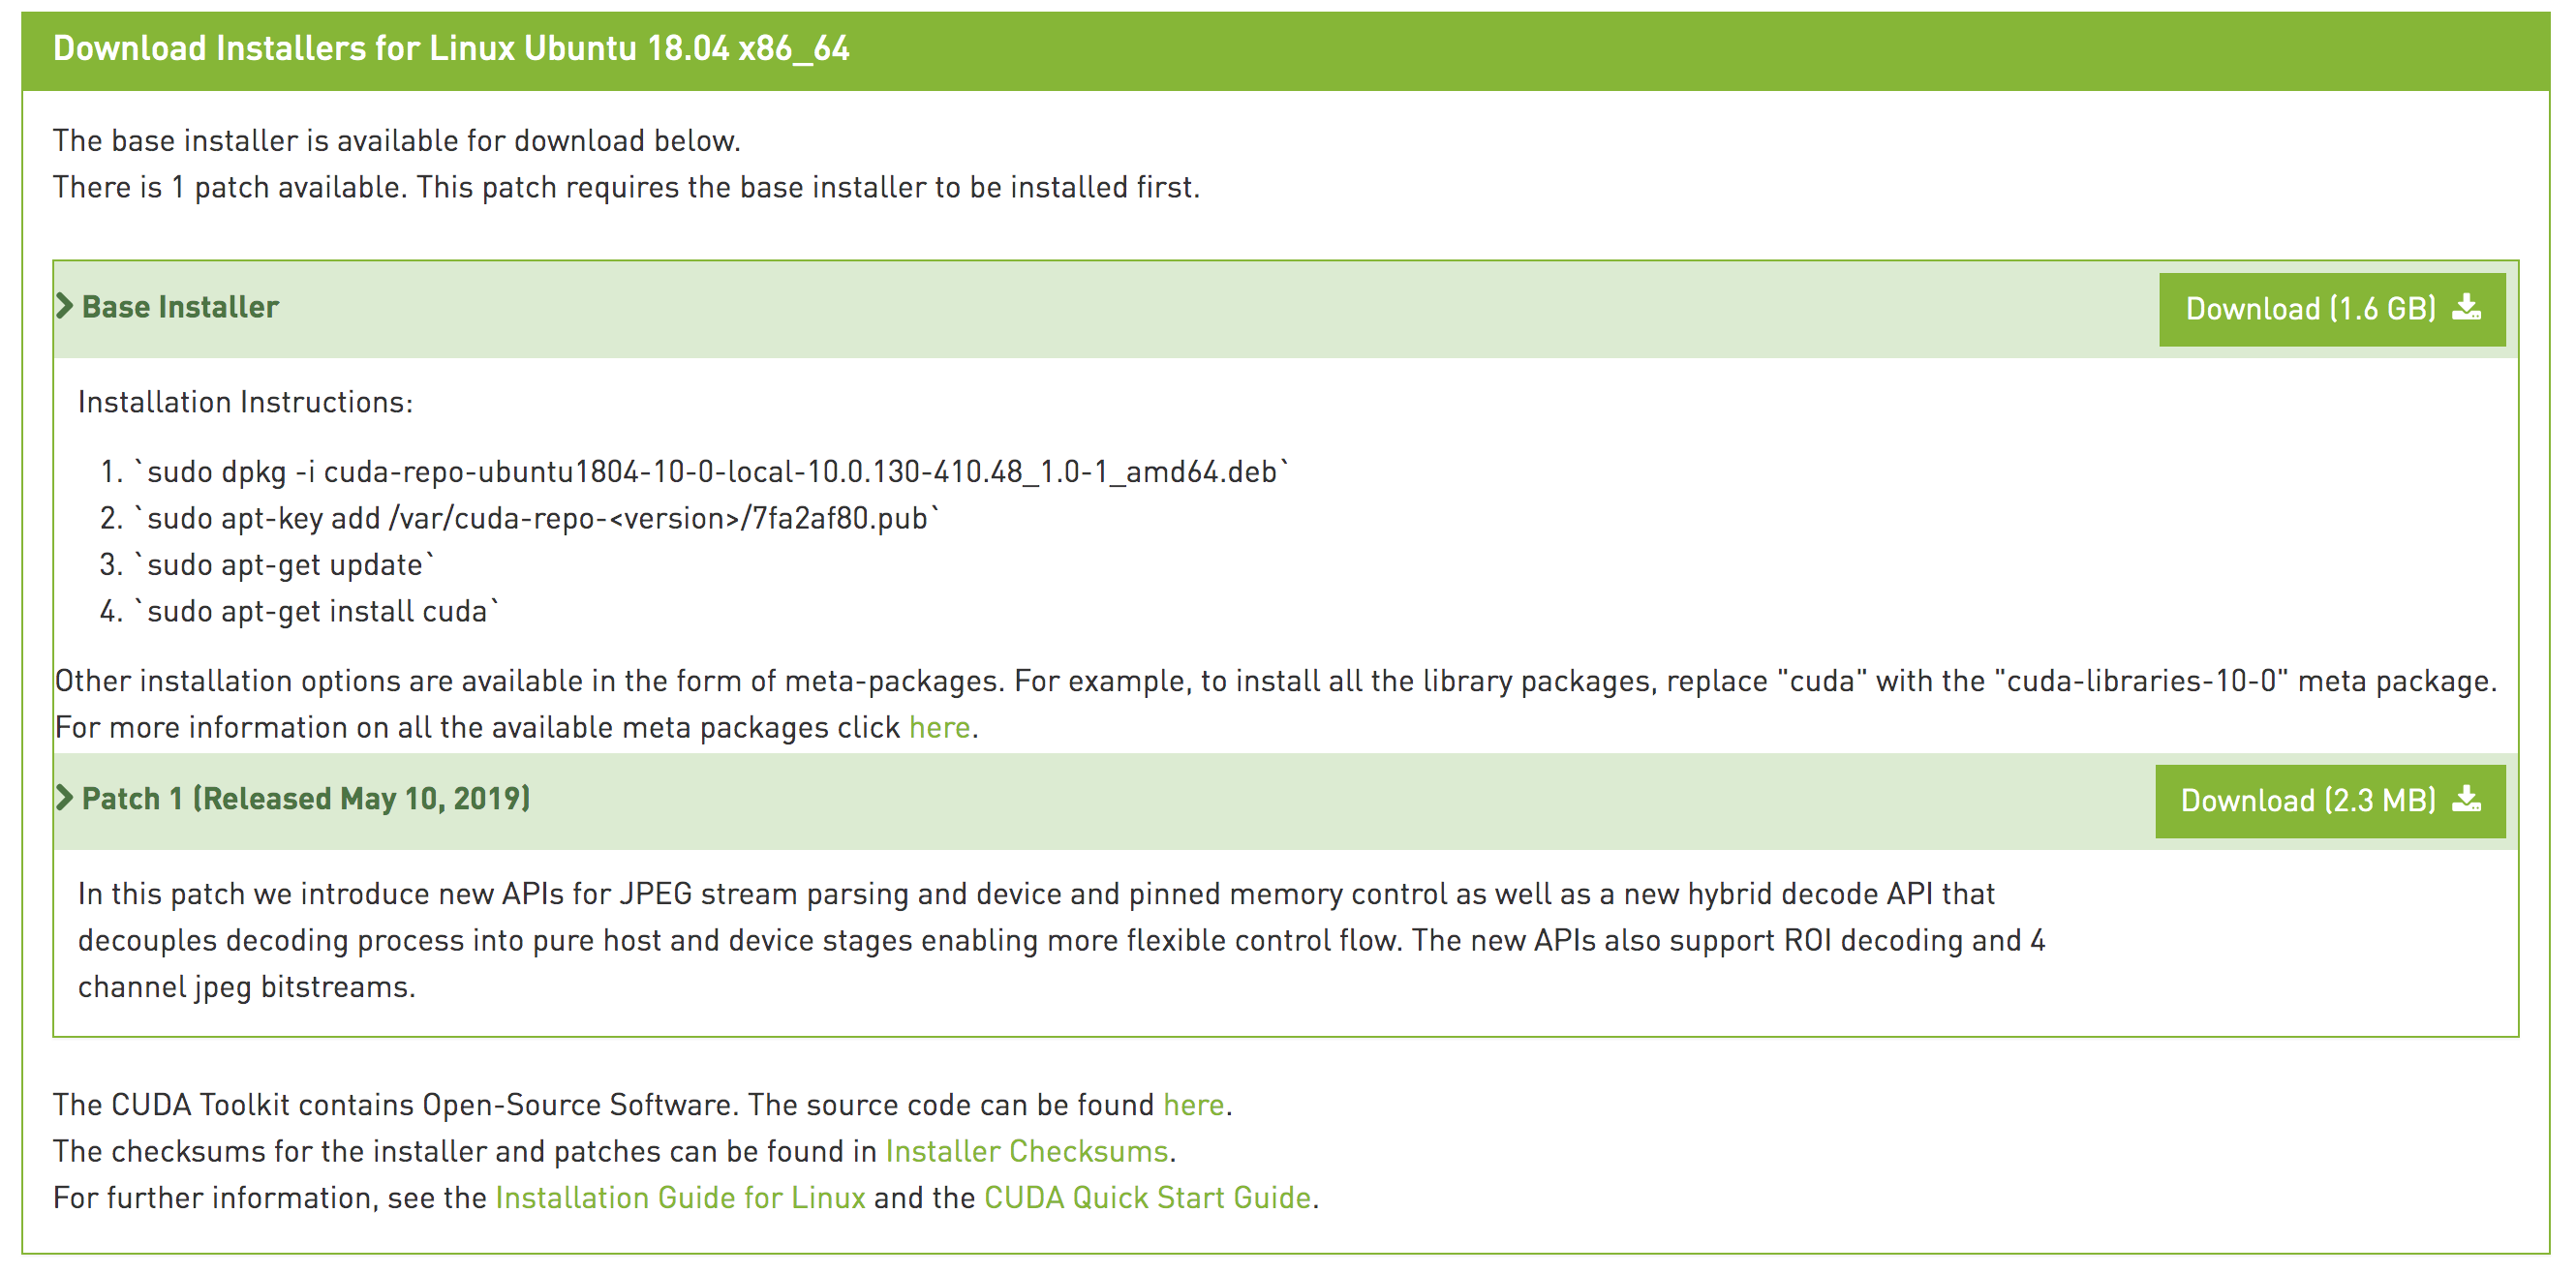 Download Installers for Linux Ubuntu 18.04 x86_64
The base installer is available for download below.
There is 1 patch available. This patch requires the base installer to be installed first.
Base Installer
Download (1.6 GB)
Installation Instructions:
1. `sudo dpkg -i cuda-repo-ubuntu1804-10-0-local-10.0.130-410.48_1.0-1_amd64.deb`
2. `sudo apt-key add /var/cuda-repo-<version>/7fa2af80.pub`
3. `sudo apt-get update`
4. `sudo apt-get install cuda`
Other installation options are available in the form of meta-packages. For example, to install all the library packages, replace "cuda" with the "cuda-libraries-10-0" meta package.
For more information on all the available meta packages click here.
Patch 1 (Released May 10, 2019)
Download (2.3 MB)
In this patch we introduce new APIs for JPEG stream parsing and device and pinned memory control as well as a new hybrid decode API that
decouples decoding process into pure host and device stages enabling more flexible control flow. The new APIs also support ROI decoding and 4
channel jpeg bitstreams.
The CUDA Toolkit contains Open-Source Software. The source code can be found here.
The checksums for the installer and patches can be found in Installer Checksums.
For further information, see the Installation Guide for Linux and the CUDA Quick Start Guide.